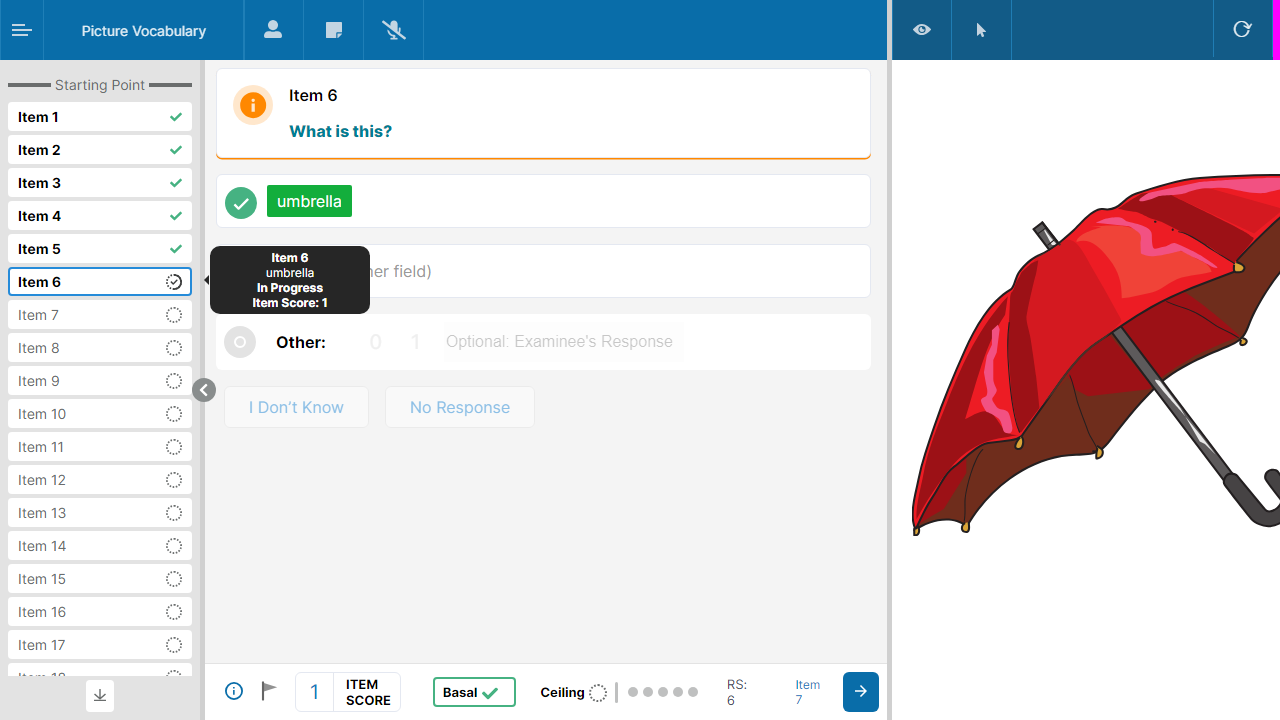 Picture Vocabulary
Starting Point
Item 1
Item 2
Item 3
Item 4
Item 5
Item 6
Item 7
Item 8
Item 9
Item 10
Item 11
Item 12
Item 13
Item 14
Item 15
Item 16
Item 17
Item 6
What is this?
umbrella
Item 6
umbrella
In Progress
Item Score: 1
field)
Other:
0
1
Optional: Examinee's Response
I Don't Know
No Response
1
ITEM
SCORE
Basal
Ceiling
RS:
6
Item
7